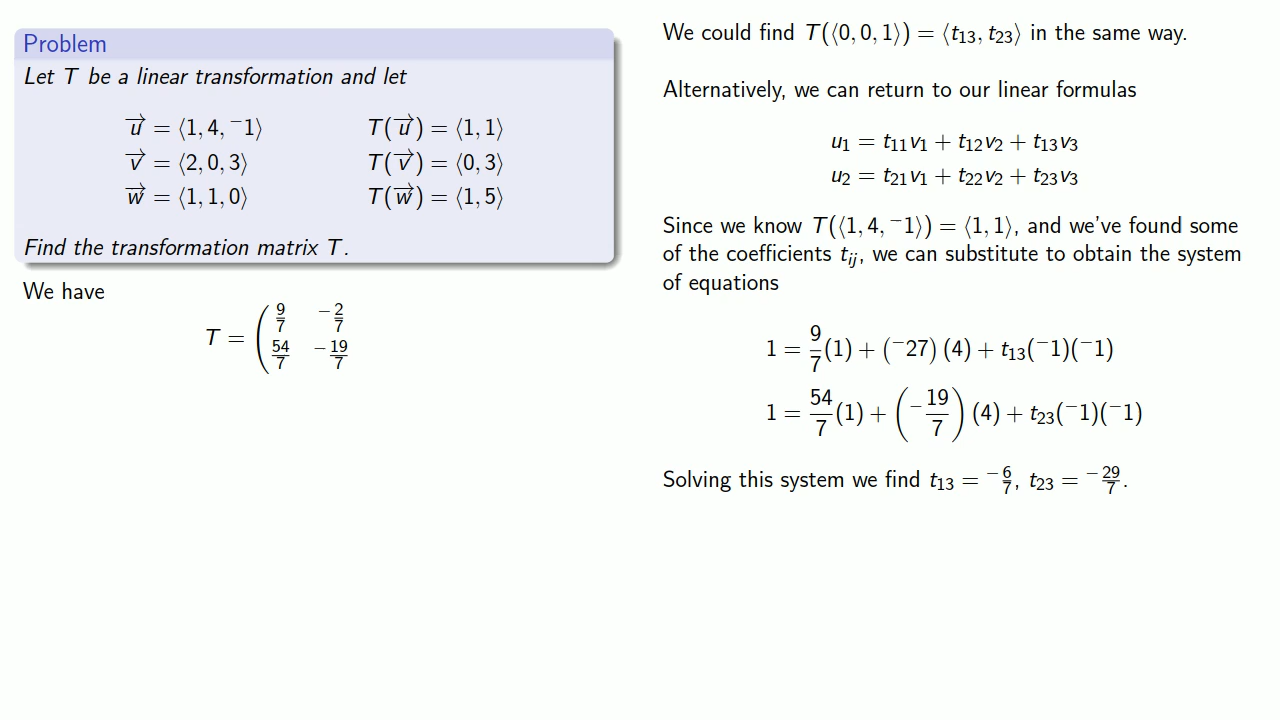 Problem
Let T be a linear transformation and let
u⃗ = ⟨1, 4, ⁻1⟩ T(u⃗) = ⟨1, 1⟩
v⃗ = ⟨2, 0, 3⟩ T(v⃗) = ⟨0, 3⟩
w⃗ = ⟨1, 1, 0⟩ T(w⃗) = ⟨1, 5⟩
Find the transformation matrix T.
We have
T = ( 9/7 ⁻2/7
54/7 ⁻19/7
We could find T(⟨0, 0, 1⟩) = ⟨t₁₃, t₂₃⟩ in the same way.
Alternatively, we can return to our linear formulas
u₁ = t₁₁v₁ + t₁₂v₂ + t₁₃v₃
u₂ = t₂₁v₁ + t₂₂v₂ + t₂₃v₃
Since we know T(⟨1, 4, ⁻1⟩) = ⟨1, 1⟩, and we've found some
of the coefficients tᵢⱼ, we can substitute to obtain the system
of equations
1 = 9/7(1) + (⁻27) (4) + t₁₃(⁻1)(⁻1)
1 = 54/7(1) + (⁻19/7) (4) + t₂₃(⁻1)(⁻1)
Solving this system we find t₁₃ = ⁻6/7, t₂₃ = ⁻29/7.